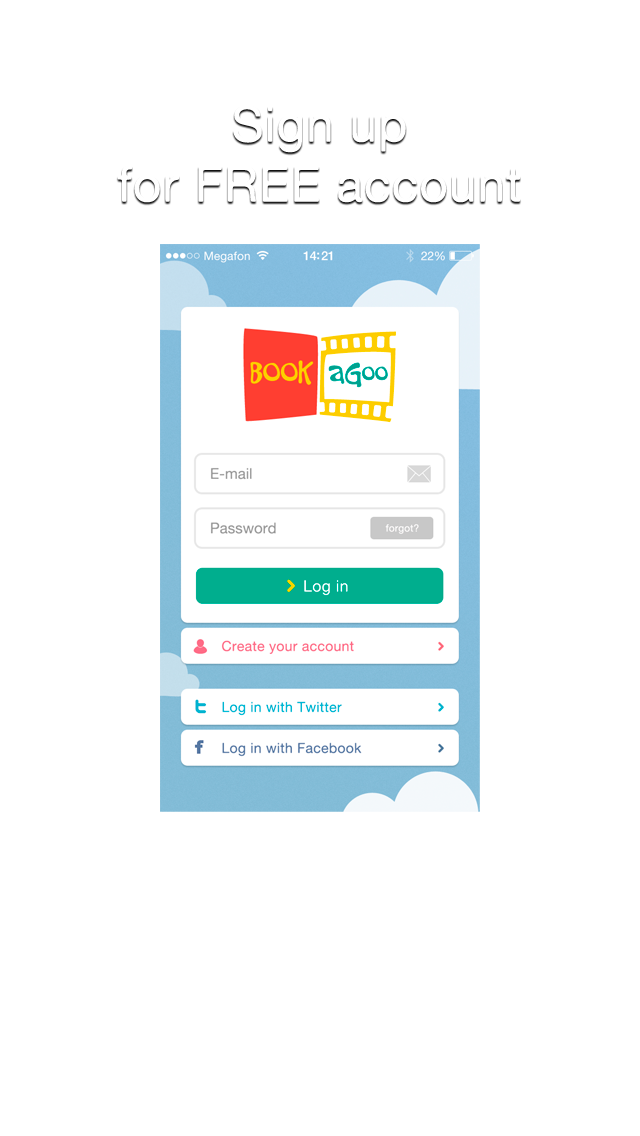 Sign up
for FREE account
Megafon 14:21 22%
BOOK aGoo
E-mail
Password forgot?
Log in
Create your account
Log in with Twitter
Log in with Facebook